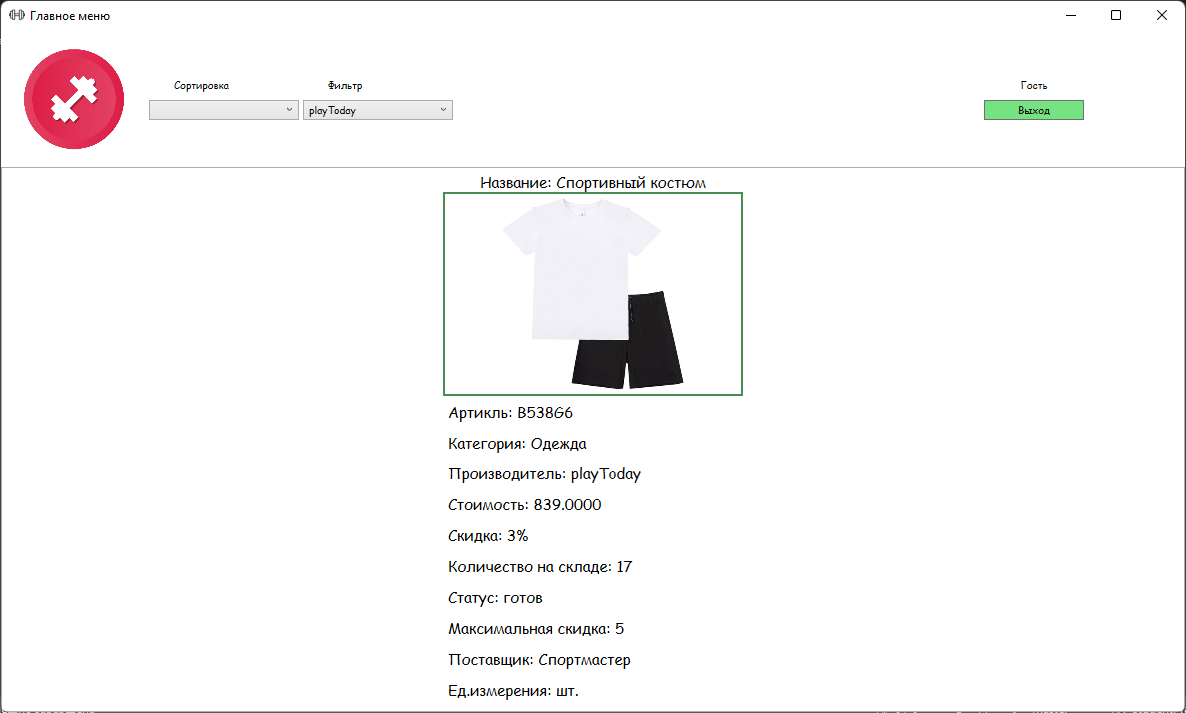 Главное меню
Сортировка
Фильтр
Гость
playToday
Выход
Название: Спортивный костюм
Артикль: B538G6
Категория: Одежда
Производитель: playToday
Стоимость: 839.0000
Скидка: 3%
Количество на складе: 17
Статус: готов
Максимальная скидка: 5
Поставщик: Спортмастер
Ед.измерения: шт.